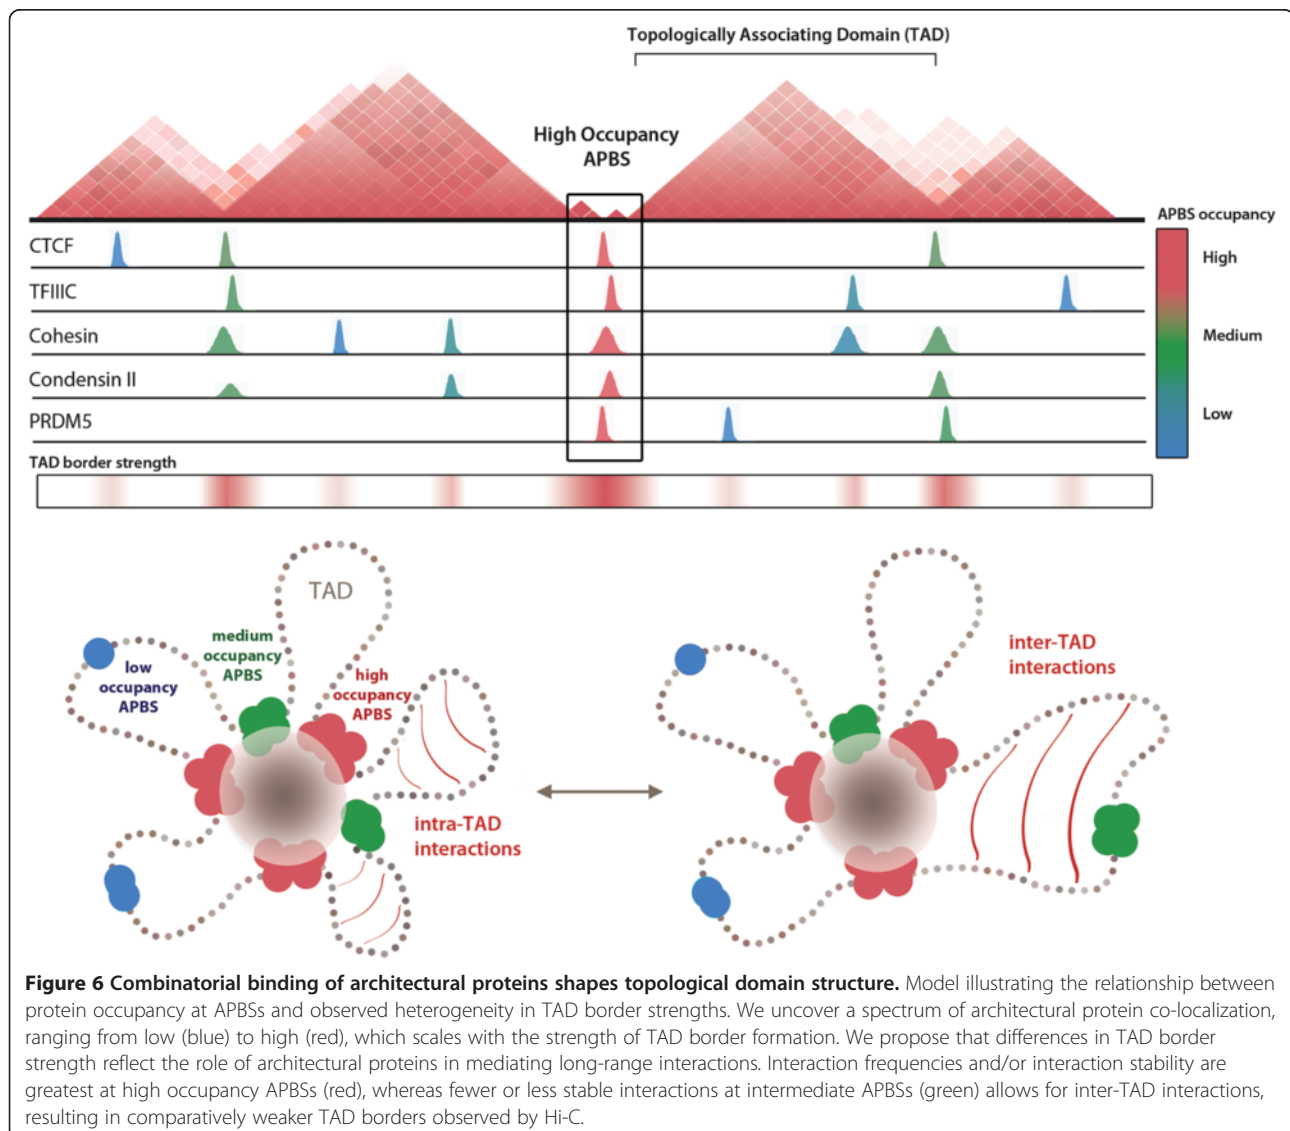 Topologically Associating Domain (TAD)
High Occupancy
APBS
APBS occupancy
High
Medium
Low
CTCF
TFIIIC
Cohesin
Condensin II
PRDM5
TAD border strength
TAD
medium
occupancy
APBS
low
occupancy
APBS
high
occupancy
APBS
intra-TAD
interactions
inter-TAD
interactions
Figure 6 Combinatorial binding of architectural proteins shapes topological domain structure. Model illustrating the relationship between
protein occupancy at APBSs and observed heterogeneity in TAD border strengths. We uncover a spectrum of architectural protein co-localization,
ranging from low (blue) to high (red), which scales with the strength of TAD border formation. We propose that differences in TAD border
strength reflect the role of architectural proteins in mediating long-range interactions. Interaction frequencies and/or interaction stability are
greatest at high occupancy APBSs (red), whereas fewer or less stable interactions at intermediate APBSs (green) allows for inter-TAD interactions,
resulting in comparatively weaker TAD borders observed by Hi-C.